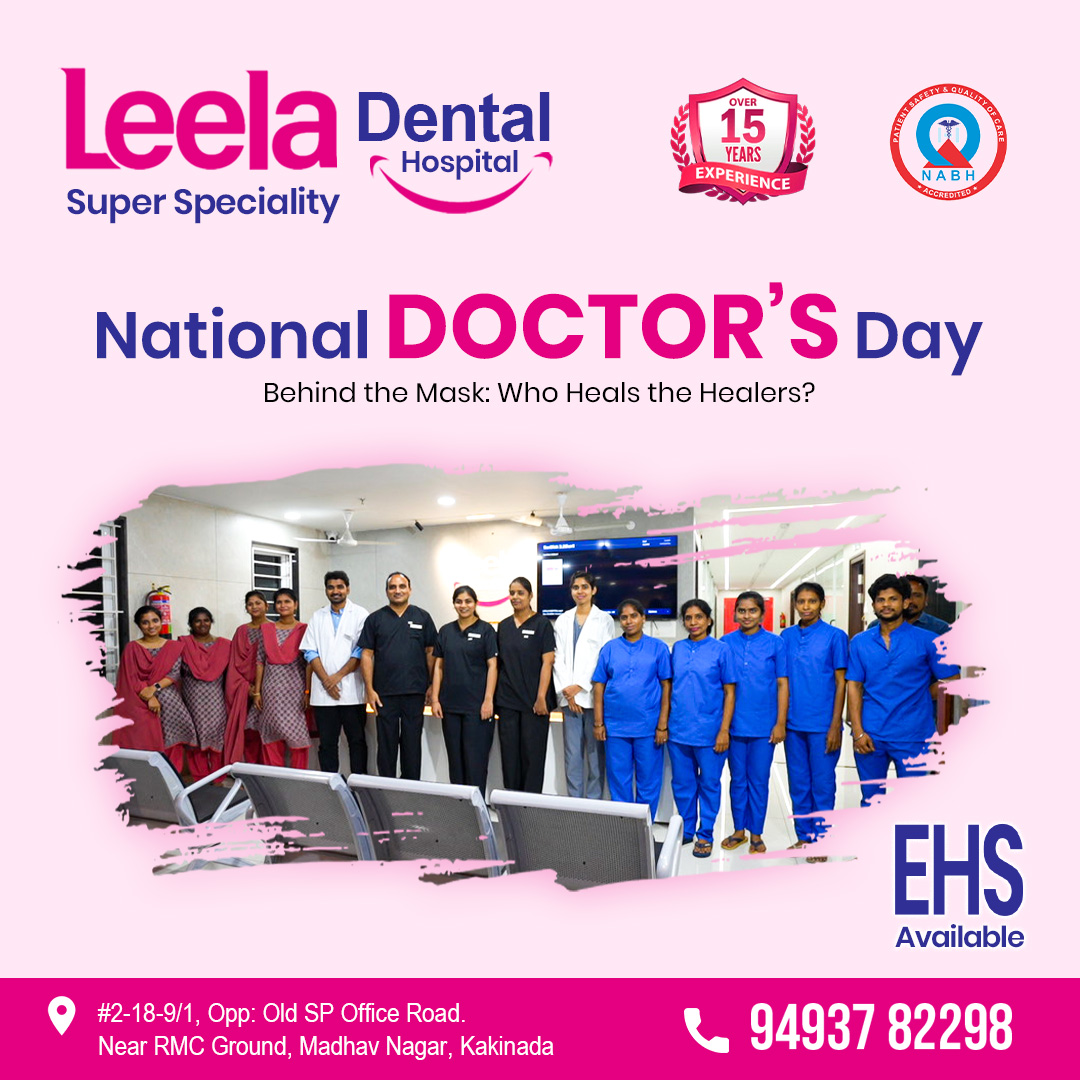 Leela Dental
Hospital
Super Speciality
OVER
15
YEARS
EXPERIENCE
PATIENT SAFETY & QUALITY OF CARE
NABH
ACCREDITED
National DOCTOR'S Day
Behind the Mask: Who Heals the Healers?
EHS
Available
#2-18-9/1, Opp: Old SP Office Road.
Near RMC Ground, Madhav Nagar, Kakinada
94937 82298